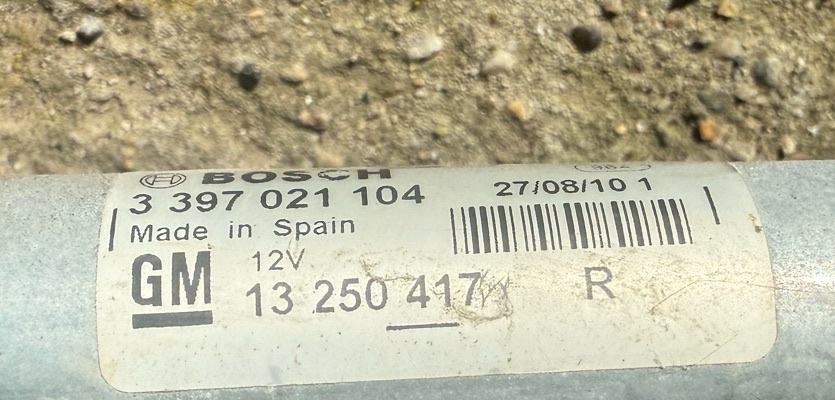 BOSCH
3 397 021 104
27/08/10 1
Made in Spain
GM
12V
13 250 417
R